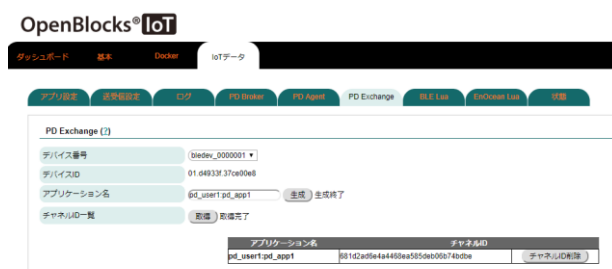 OpenBlocks® IoT
ダッシュボード 基本 Docker IoTデータ
アプリ設定 送受信設定 ログ PD Broker PD Agent PD Exchange BLE Lua EnOcean Lua 状態
PD Exchange (?)
デバイス番号 bledev_0000001
デバイスID 01.d4933f.37ce00e8
アプリケーション名 pd_user1:pd_app1 生成 生成終了
チャネルID一覧 取得 取得完了
アプリケーション名 チャネルID
pd_user1:pd_app1 681d2ad6e4a4468ea585deb06b74bdbe チャネルID削除